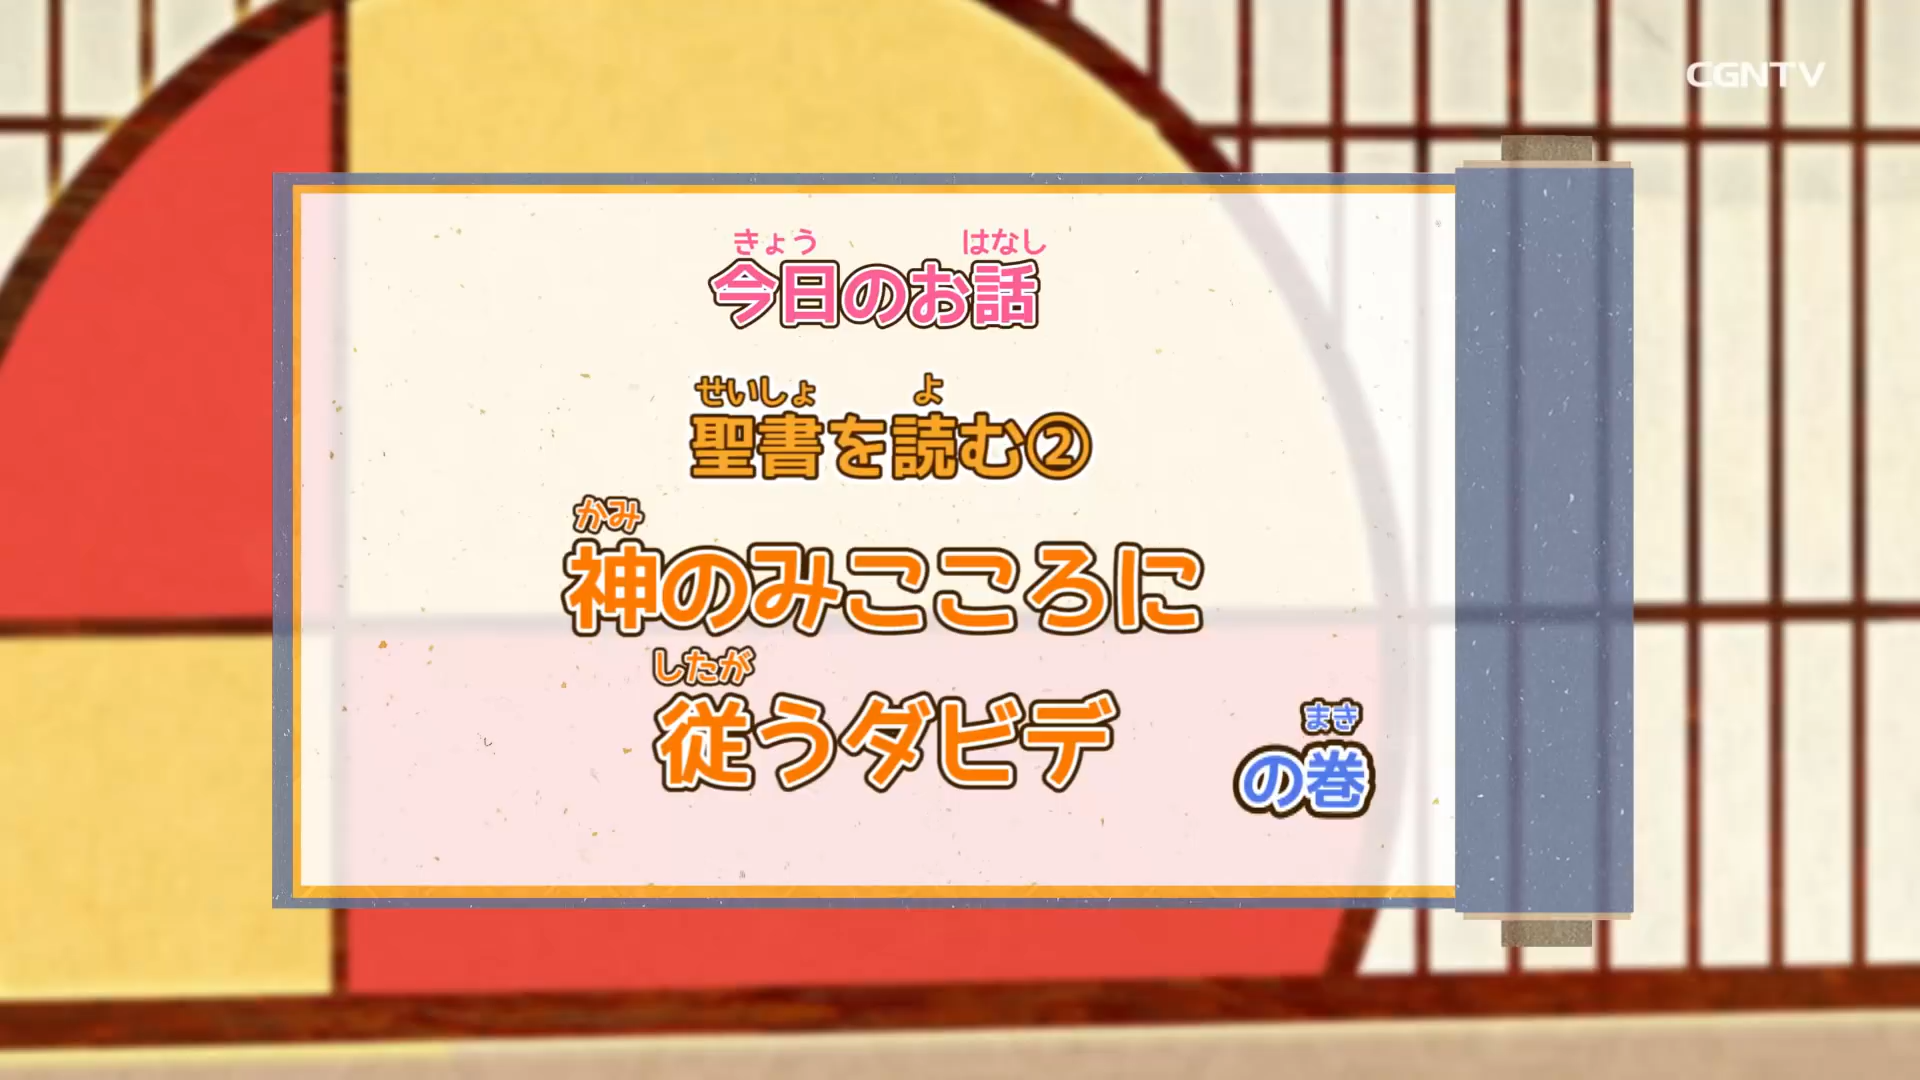 CGNTV
きょう はなし
今日のお話
せいしょ よ
聖書を読む②
かみ
神のみこころに
したが
従うダビデ
まき
の巻